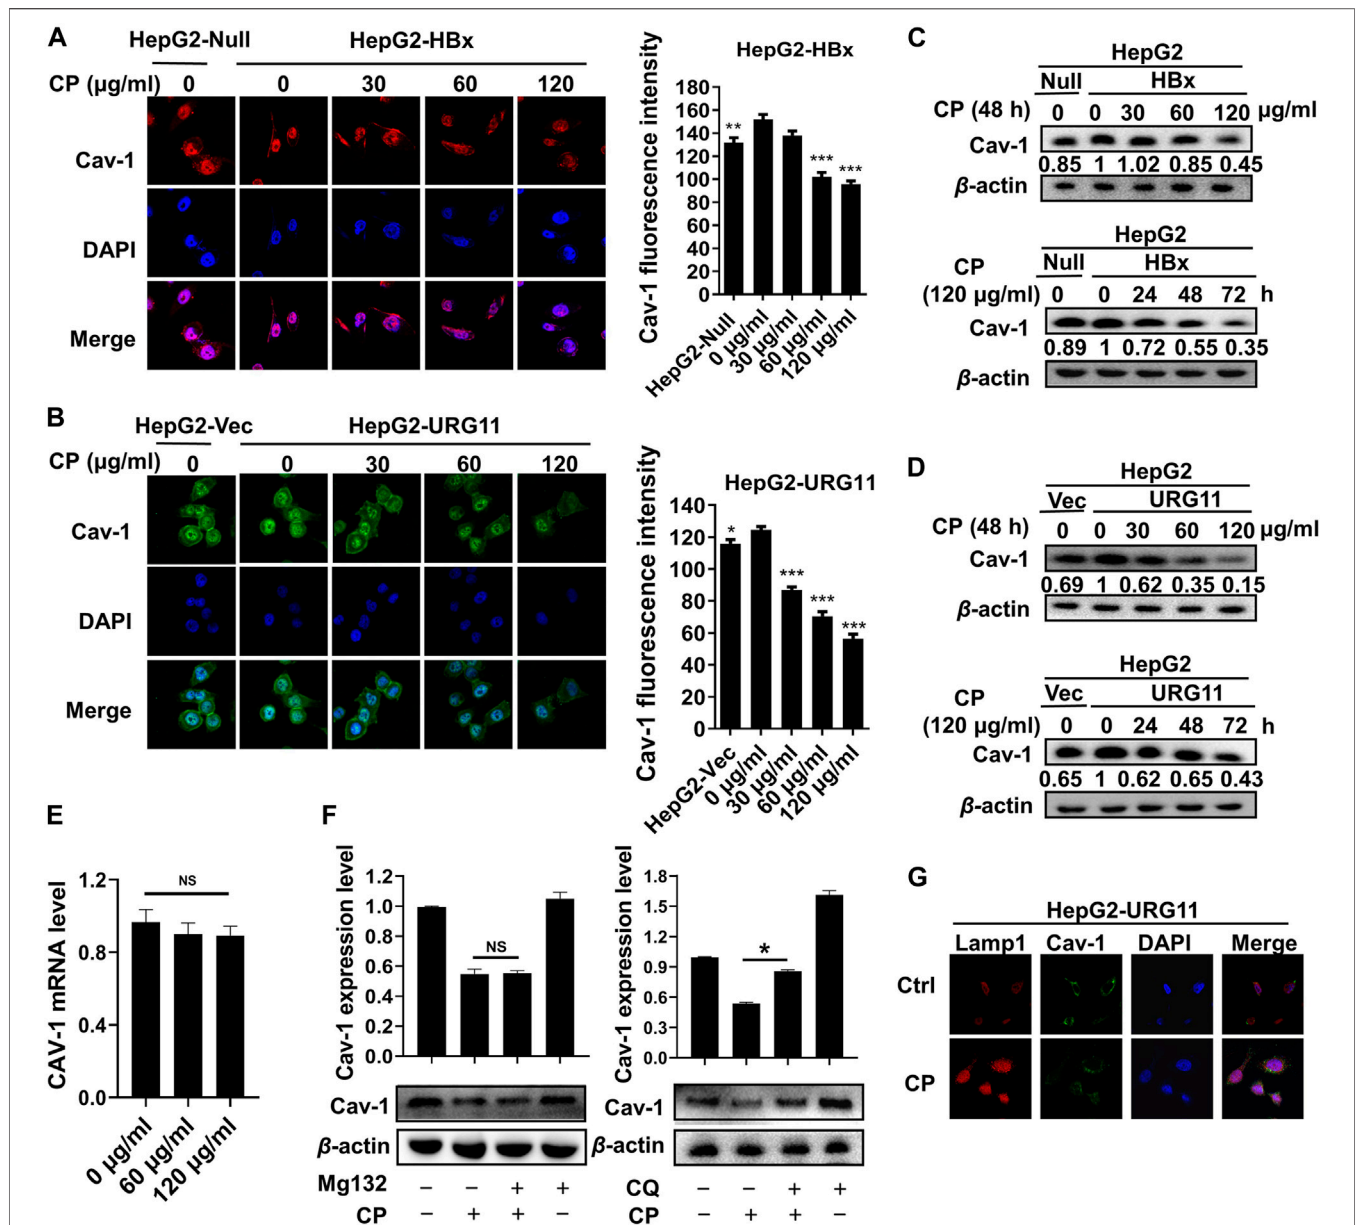 A
HepG2-Null HepG2-HBx
CP (µg/ml) 0 0 30 60 120
Cav-1
DAPI
Merge
HepG2-HBx
Cav-1 fluorescence intensity
180
160
140
120
100
80
60
40
20
0
** *** ***
HepG2-Null
0 µg/ml
30 µg/ml
60 µg/ml
120 µg/ml
B
HepG2-Vec HepG2-URG11
CP (µg/ml) 0 0 30 60 120
Cav-1
DAPI
Merge
HepG2-URG11
Cav-1 fluorescence intensity
140
120
100
80
60
40
20
0
* *** *** ***
HepG2-Vec
0 µg/ml
30 µg/ml
60 µg/ml
120 µg/ml
C
HepG2
Null HBx
CP (48 h) 0 0 30 60 120 µg/ml
Cav-1
0.85 1 1.02 0.85 0.45
β-actin
HepG2
CP Null HBx
(120 µg/ml) 0 0 24 48 72 h
Cav-1
0.89 1 0.72 0.55 0.35
β-actin
D
HepG2
Vec URG11
CP (48 h) 0 0 30 60 120 µg/ml
Cav-1
0.69 1 0.62 0.35 0.15
β-actin
HepG2
CP Vec URG11
(120 µg/ml) 0 0 24 48 72 h
Cav-1
0.65 1 0.62 0.65 0.43
β-actin
E
CAV-1 mRNA level
1.2
0.8
0.4
0.0
NS
0 µg/ml
60 µg/ml
120 µg/ml
F
Cav-1 expression level
1.2
1.0
0.8
0.6
0.4
0.2
0.0
NS
Cav-1
β-actin
Mg132 − − + +
CP − + + −
Cav-1 expression level
1.8
1.5
1.2
0.9
0.6
0.3
0.0
*
Cav-1
β-actin
CQ − − + +
CP − + + −
G
HepG2-URG11
Lamp1 Cav-1 DAPI Merge
Ctrl
CP